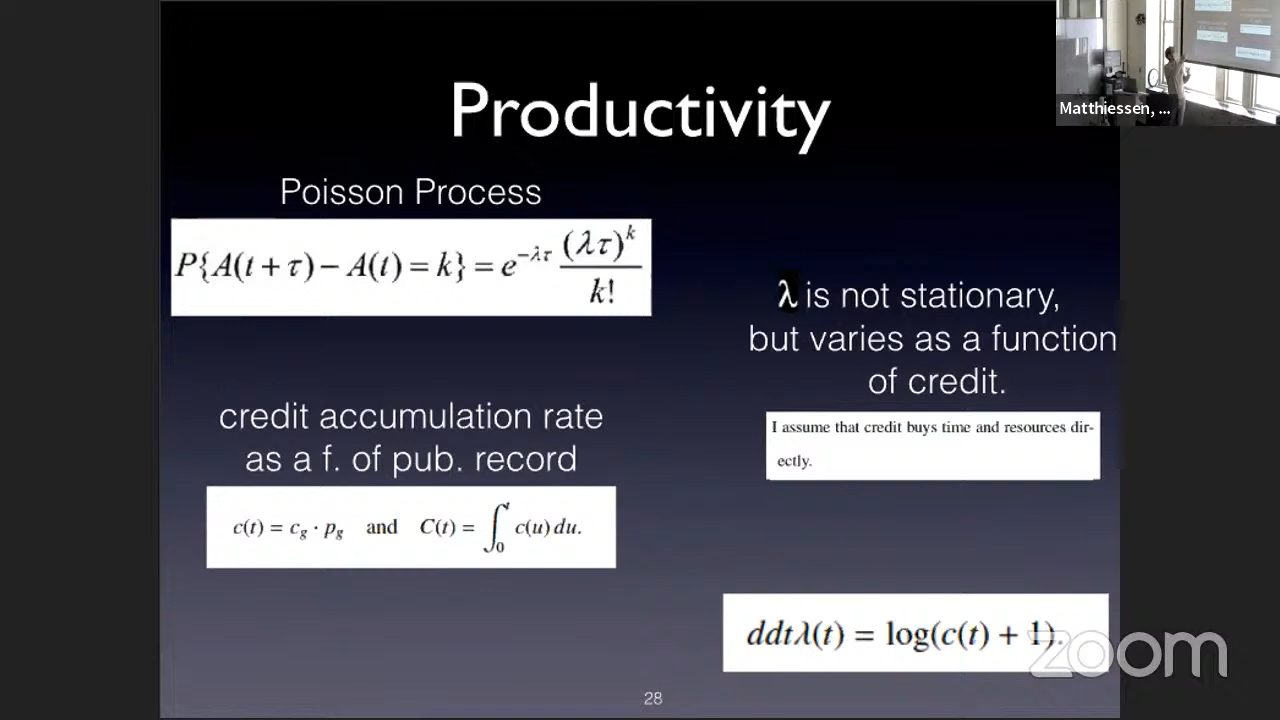 Productivity
Poisson Process
P{A(t + τ) − A(t) = k} = e^{−λτ} (λτ)^k / k!
λ is not stationary,
but varies as a function
of credit.
I assume that credit buys time and resources dir-
ectly.
credit accumulation rate
as a f. of pub. record
c(t) = c_g · p_g and C(t) = ∫_0^t c(u) du.
ddtλ(t) = log(c(t) + 1).
28
Matthiessen, ...
zoom